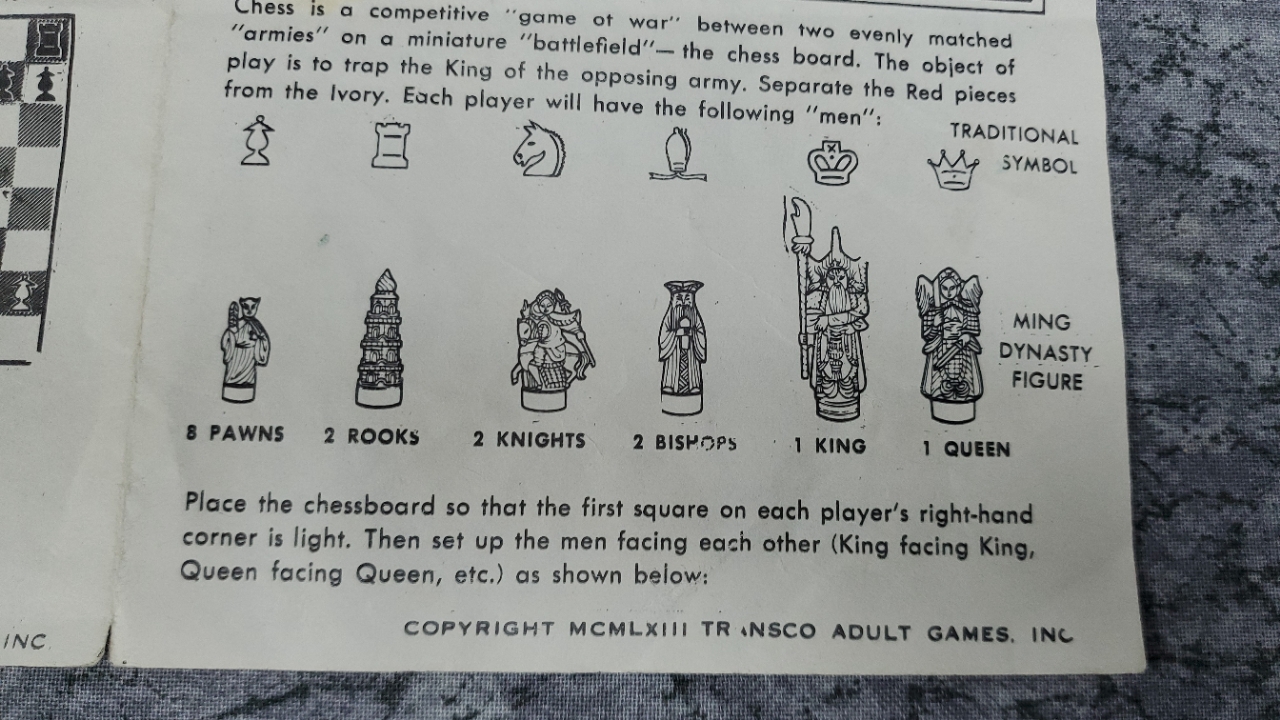 Chess is a competitive "game of war" between two evenly matched
"armies" on a miniature "battlefield"— the chess board. The object of
play is to trap the King of the opposing army. Separate the Red pieces
from the Ivory. Each player will have the following "men":
TRADITIONAL
SYMBOL
MING
DYNASTY
FIGURE
8 PAWNS 2 ROOKS 2 KNIGHTS 2 BISHOPS 1 KING 1 QUEEN
Place the chessboard so that the first square on each player's right-hand
corner is light. Then set up the men facing each other (King facing King,
Queen facing Queen, etc.) as shown below:
COPYRIGHT MCMLXIII TRANSCO ADULT GAMES. INC
INC.